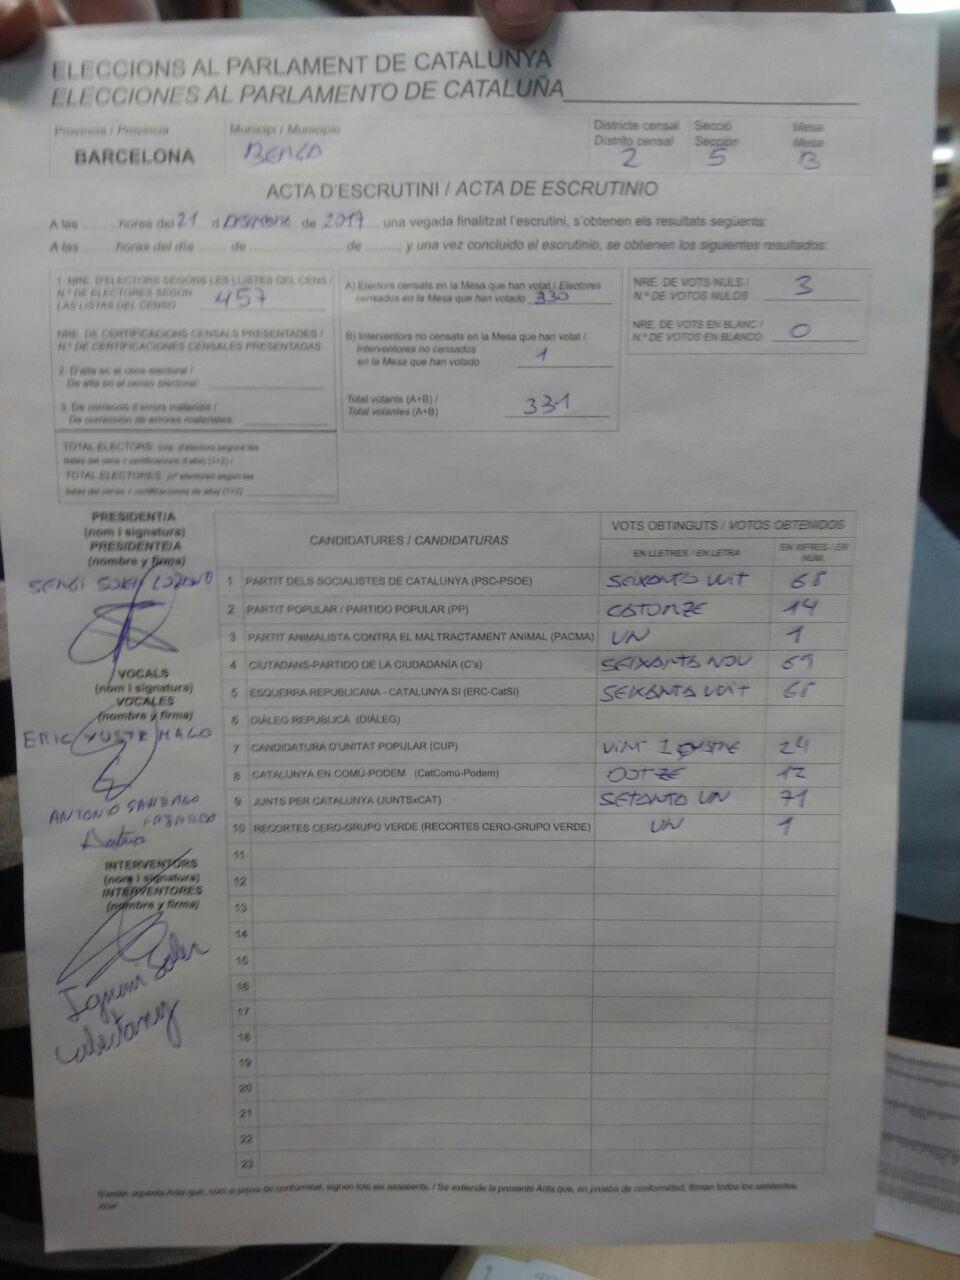 ELECCIONS AL PARLAMENT DE CATALUNYA
ELECCIONES AL PARLAMENTO DE CATALUÑA
Provincia / Provincia
BARCELONA
Municipi / Municipio
BERGA
Districte censal
Distrito censal
2
Secció
Sección
5
Mesa
Mesa
B
ACTA D'ESCRUTINI / ACTA DE ESCRUTINIO
A les ......... hores del 21 d DESEMBRE de 2017, una vegada finalitzat l'escrutini, s'obtenen els resultats següents:
A las ......... horas del día ...... de ........................ de ........., y una vez concluido el escrutinio, se obtienen los siguientes resultados:
1. NRE. D'ELECTORS SEGONS LES LLISTES DEL CENS /
N.º DE ELECTORES SEGÚN
LAS LISTAS DEL CENSO 457
NRE. DE CERTIFICACIONS CENSALS PRESENTADES /
N.º DE CERTIFICACIONES CENSALES PRESENTADAS
2. D'alta en el cens electoral /
De alta en el censo electoral:
3. De correcció d'errors materials /
De corrección de errores materiales:
TOTAL ELECTORS: nre. d'electors segons les
llistes del cens + certificacions d'alta) (1+2) /
TOTAL ELECTORES (nº electores según las
listas del censo + certificaciones de alta) (1+2)
A) Electors censats en la Mesa que han votat / Electores
censados en la Mesa que han votado 330
B) Interventors no censats en la Mesa que han votat /
Interventores no censados
en la Mesa que han votado 1
Total votants (A+B) /
Total votantes (A+B) 331
NRE. DE VOTS NULS /
N.º DE VOTOS NULOS 3
NRE. DE VOTS EN BLANC /
N.º DE VOTOS EN BLANCO 0
PRESIDENT/A
(nom i signatura)
PRESIDENTE/A
(nombre y firma)
SERGI
VOCALS
(nom i signatura)
VOCALES
(nombre y firma)
ERIC YUSTE MALO
ANTONIO SANTIAGO
INTERVENTORS
(nom i signatura)
INTERVENTORES
(nombre y firma)
Soler
CANDIDATURES / CANDIDATURAS
VOTS OBTINGUTS / VOTOS OBTENIDOS
EN LLETRES / EN LETRA
EN XIFRES / EN NÚM.
1 PARTIT DELS SOCIALISTES DE CATALUNYA (PSC-PSOE) SEIXANTA VUIT 68
2 PARTIT POPULAR / PARTIDO POPULAR (PP) CATORZE 14
3 PARTIT ANIMALISTA CONTRA EL MALTRACTAMENT ANIMAL (PACMA) UN 1
4 CIUTADANS-PARTIDO DE LA CIUDADANÍA (C's) SEIXANTA NOU 69
5 ESQUERRA REPUBLICANA - CATALUNYA SI (ERC-CatSí) SEIXANTA VUIT 68
6 DIÀLEG REPUBLICÀ (DIÀLEG)
7 CANDIDATURA D'UNITAT POPULAR (CUP) VINT I QUATRE 24
8 CATALUNYA EN COMÚ-PODEM (CatComú-Podem) DOTZE 12
9 JUNTS PER CATALUNYA (JUNTSxCAT) SETANTA UN 71
10 RECORTES CERO-GRUPO VERDE (RECORTES CERO-GRUPO VERDE) UN 1
11
12
13
14
15
16
17
18
19
20
21
22
23
aquesta Acta que, com a prova de conformitat, signen tots els assistents. / Se extiende la presente Acta que, en prueba de conformidad, firman todos los asistentes.